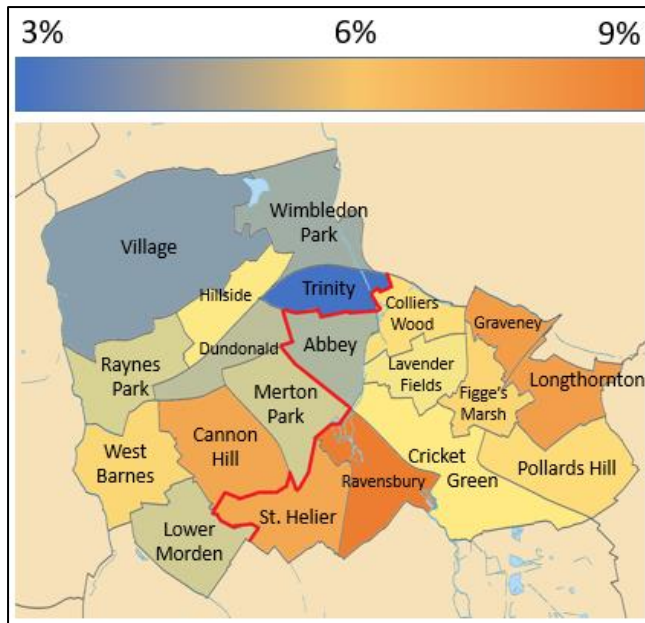 3% 6% 9%
Wimbledon
Park
Village
Trinity
Hillside
Colliers
Wood
Graveney
Dundonald
Abbey
Raynes
Park
Lavender
Fields
Longthornton
Figge's
Marsh
Merton
Park
Cannon
Hill
West
Barnes
Cricket
Green
Pollards Hill
Ravensbury
St. Helier
Lower
Morden